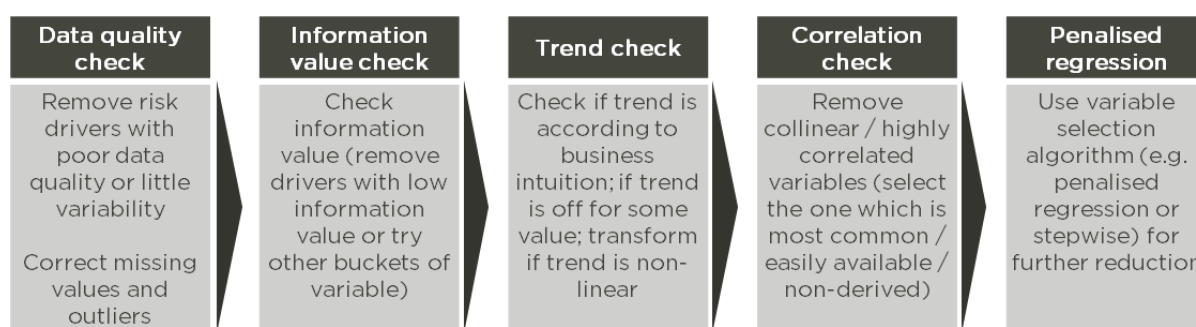 Data quality
check
Remove risk
drivers with
poor data
quality or little
variability
Correct missing
values and
outliers
Information
value check
Check
information
value (remove
drivers with low
information
value or try
other buckets of
variable)
Trend check
Check if trend is
according to
business
intuition; if trend
is off for some
value; transform
if trend is non-
linear
Correlation
check
Remove
collinear / highly
correlated
variables (select
the one which is
most common /
easily available /
non-derived)
Penalised
regression
Use variable
selection
algorithm (e.g.
penalised
regression or
stepwise) for
further reduction